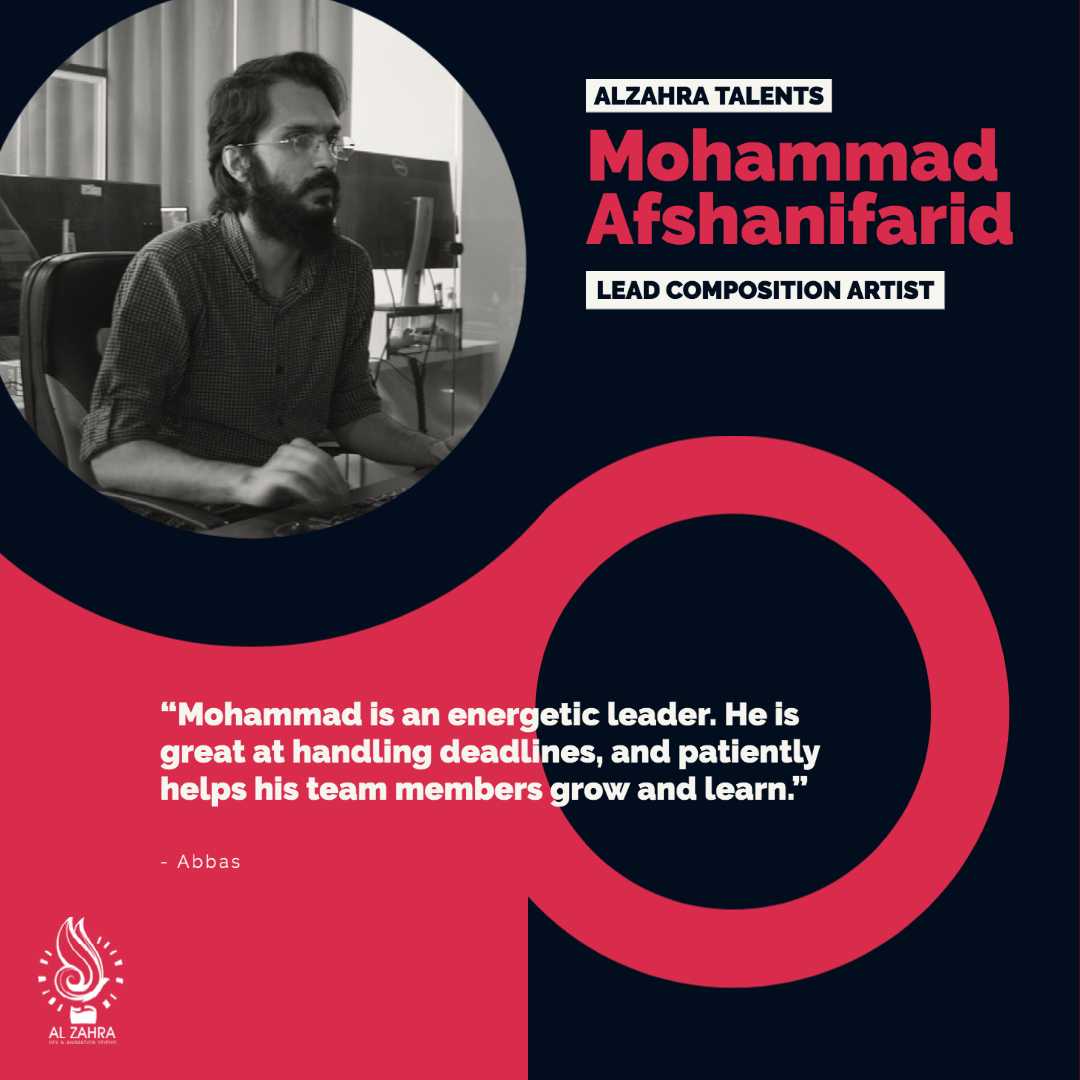 ALZAHRA TALENTS
Mohammad
Afshanifarid
LEAD COMPOSITION ARTIST
“Mohammad is an energetic leader. He is
great at handling deadlines, and patiently
helps his team members grow and learn.”
- Abbas
AL ZAHRA